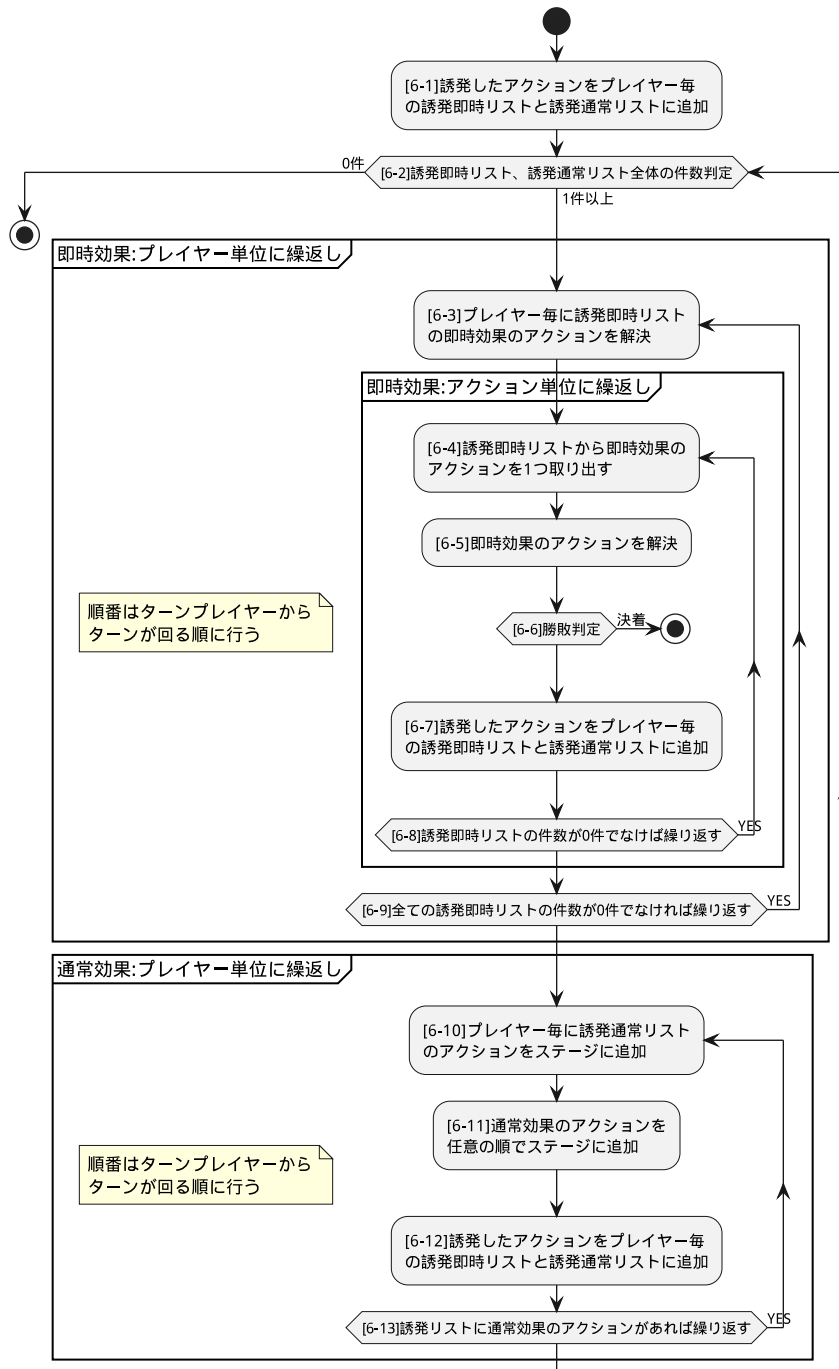 [6-1]誘発したアクションをプレイヤー毎
の誘発即時リストと誘発通常リストに追加
0件
[6-2]誘発即時リスト、誘発通常リスト全体の件数判定
1件以上
即時効果:プレイヤー単位に繰返し
[6-3]プレイヤー毎に誘発即時リスト
の即時効果のアクションを解決
即時効果:アクション単位に繰返し
[6-4]誘発即時リストから即時効果の
アクションを1つ取り出す
[6-5]即時効果のアクションを解決
順番はターンプレイヤーから
ターンが回る順に行う
[6-6]勝敗判定
決着
[6-7]誘発したアクションをプレイヤー毎
の誘発即時リストと誘発通常リストに追加
[6-8]誘発即時リストの件数が0件でなけば繰り返す
YES
[6-9]全ての誘発即時リストの件数が0件でなければ繰り返す
YES
通常効果:プレイヤー単位に繰返し
[6-10]プレイヤー毎に誘発通常リスト
のアクションをステージに追加
[6-11]通常効果のアクションを
任意の順でステージに追加
順番はターンプレイヤーから
ターンが回る順に行う
[6-12]誘発したアクションをプレイヤー毎
の誘発即時リストと誘発通常リストに追加
[6-13]誘発リストに通常効果のアクションがあれば繰り返す
YES